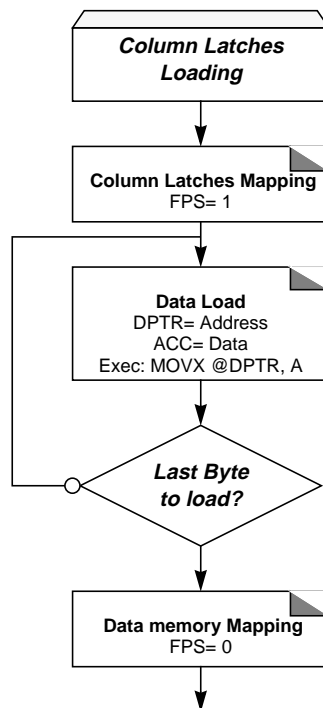 Column Latches
Loading
Column Latches Mapping
FPS= 1
Data Load
DPTR= Address
ACC= Data
Exec: MOVX @DPTR, A
Last Byte
to load?
Data memory Mapping
FPS= 0